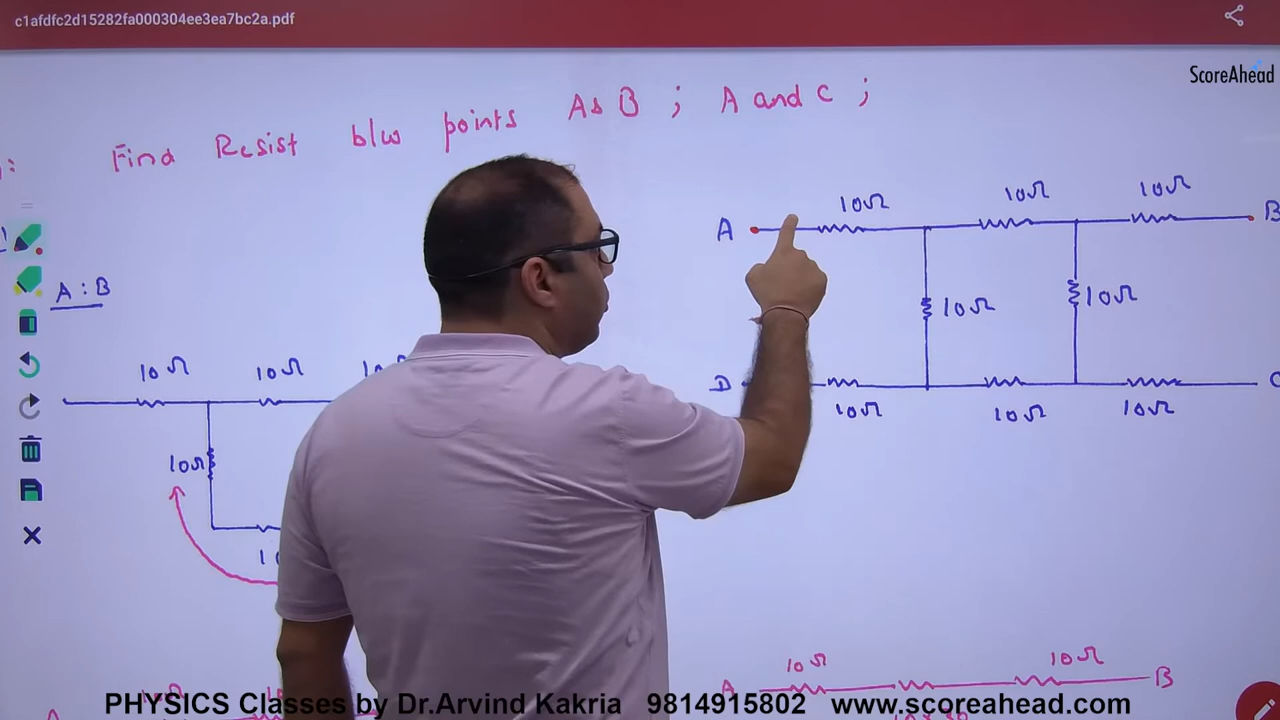 c1afdfc2d15282fa000304ee3ea7bc2a.pdf
ScoreAhead
Find Resist b/w points A & B ; A and C ;
10Ω 10Ω 10Ω
A B
10Ω 10Ω
D C
10Ω 10Ω 10Ω
A : B
10Ω 10Ω
10Ω
10Ω 10Ω
A B
PHYSICS Classes by Dr.Arvind Kakria 9814915802 www.scoreahead.com